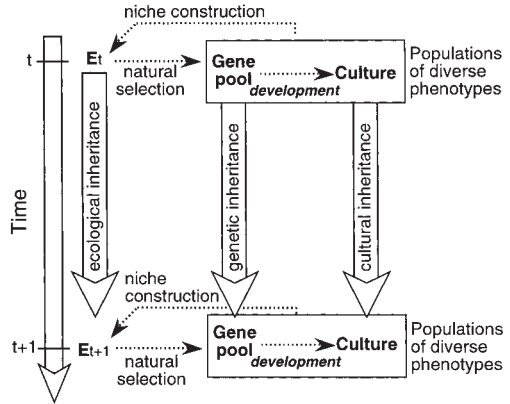 niche construction
t
Et
natural
selection
Gene
pool
development
Culture
Populations
of diverse
phenotypes
Time
ecological inheritance
genetic inheritance
cultural inheritance
niche
construction
t+1
Et+1
natural
selection
Gene
pool
development
Culture
Populations
of diverse
phenotypes